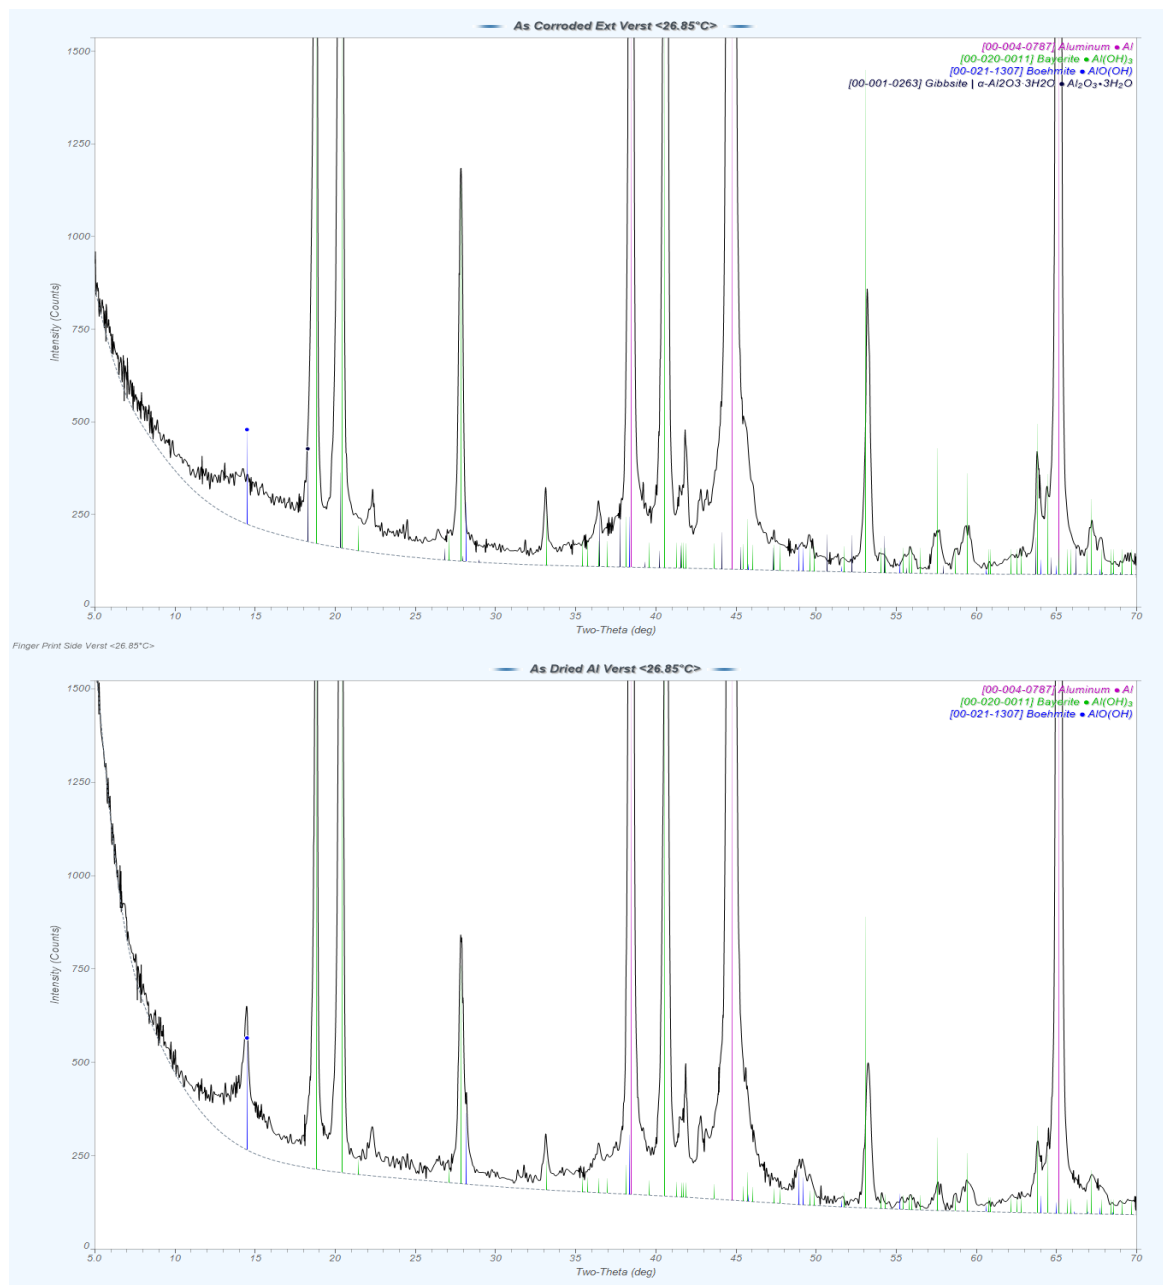 As Corroded Ext Verst <26.85°C>
[00-004-0787] Aluminum • Al
[00-020-0011] Bayerite • Al(OH)₃
[00-021-1307] Boehmite • AlO(OH)
[00-001-0263] Gibbsite | α-Al2O3·3H2O • Al₂O₃•3H₂O
Intensity (Counts)
1500
1250
1000
750
500
250
0
5.0 10 15 20 25 30 35 40 45 50 55 60 65 70
Two-Theta (deg)
Finger Print Side Verst <26.85°C>
As Dried Al Verst <26.85°C>
[00-004-0787] Aluminum • Al
[00-020-0011] Bayerite • Al(OH)₃
[00-021-1307] Boehmite • AlO(OH)
Intensity (Counts)
1500
1250
1000
750
500
250
0
5.0 10 15 20 25 30 35 40 45 50 55 60 65 70
Two-Theta (deg)